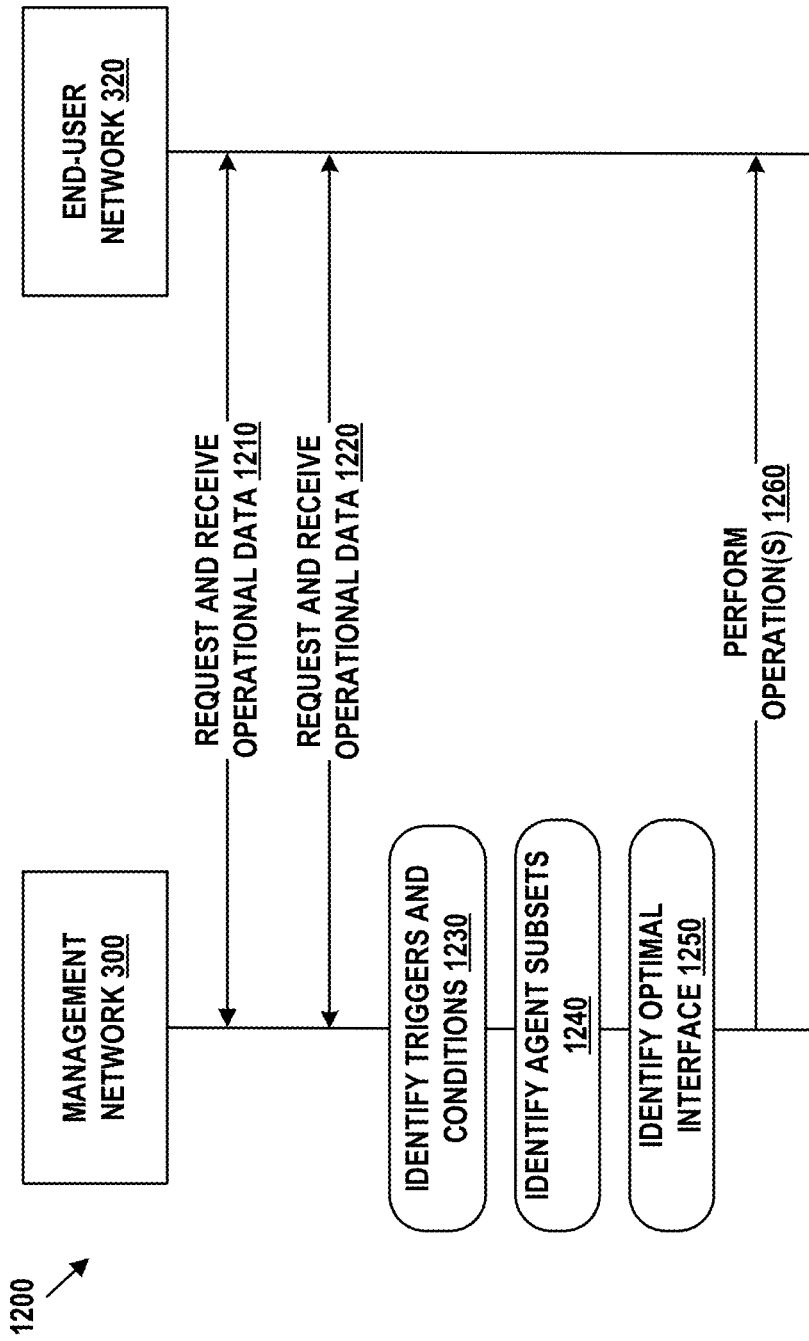 1200
MANAGEMENT
NETWORK 300
END-USER
NETWORK 320
REQUEST AND RECEIVE
OPERATIONAL DATA 1210
REQUEST AND RECEIVE
OPERATIONAL DATA 1220
IDENTIFY TRIGGERS AND
CONDITIONS 1230
IDENTIFY AGENT SUBSETS
1240
IDENTIFY OPTIMAL
INTERFACE 1250
PERFORM
OPERATION(S) 1260